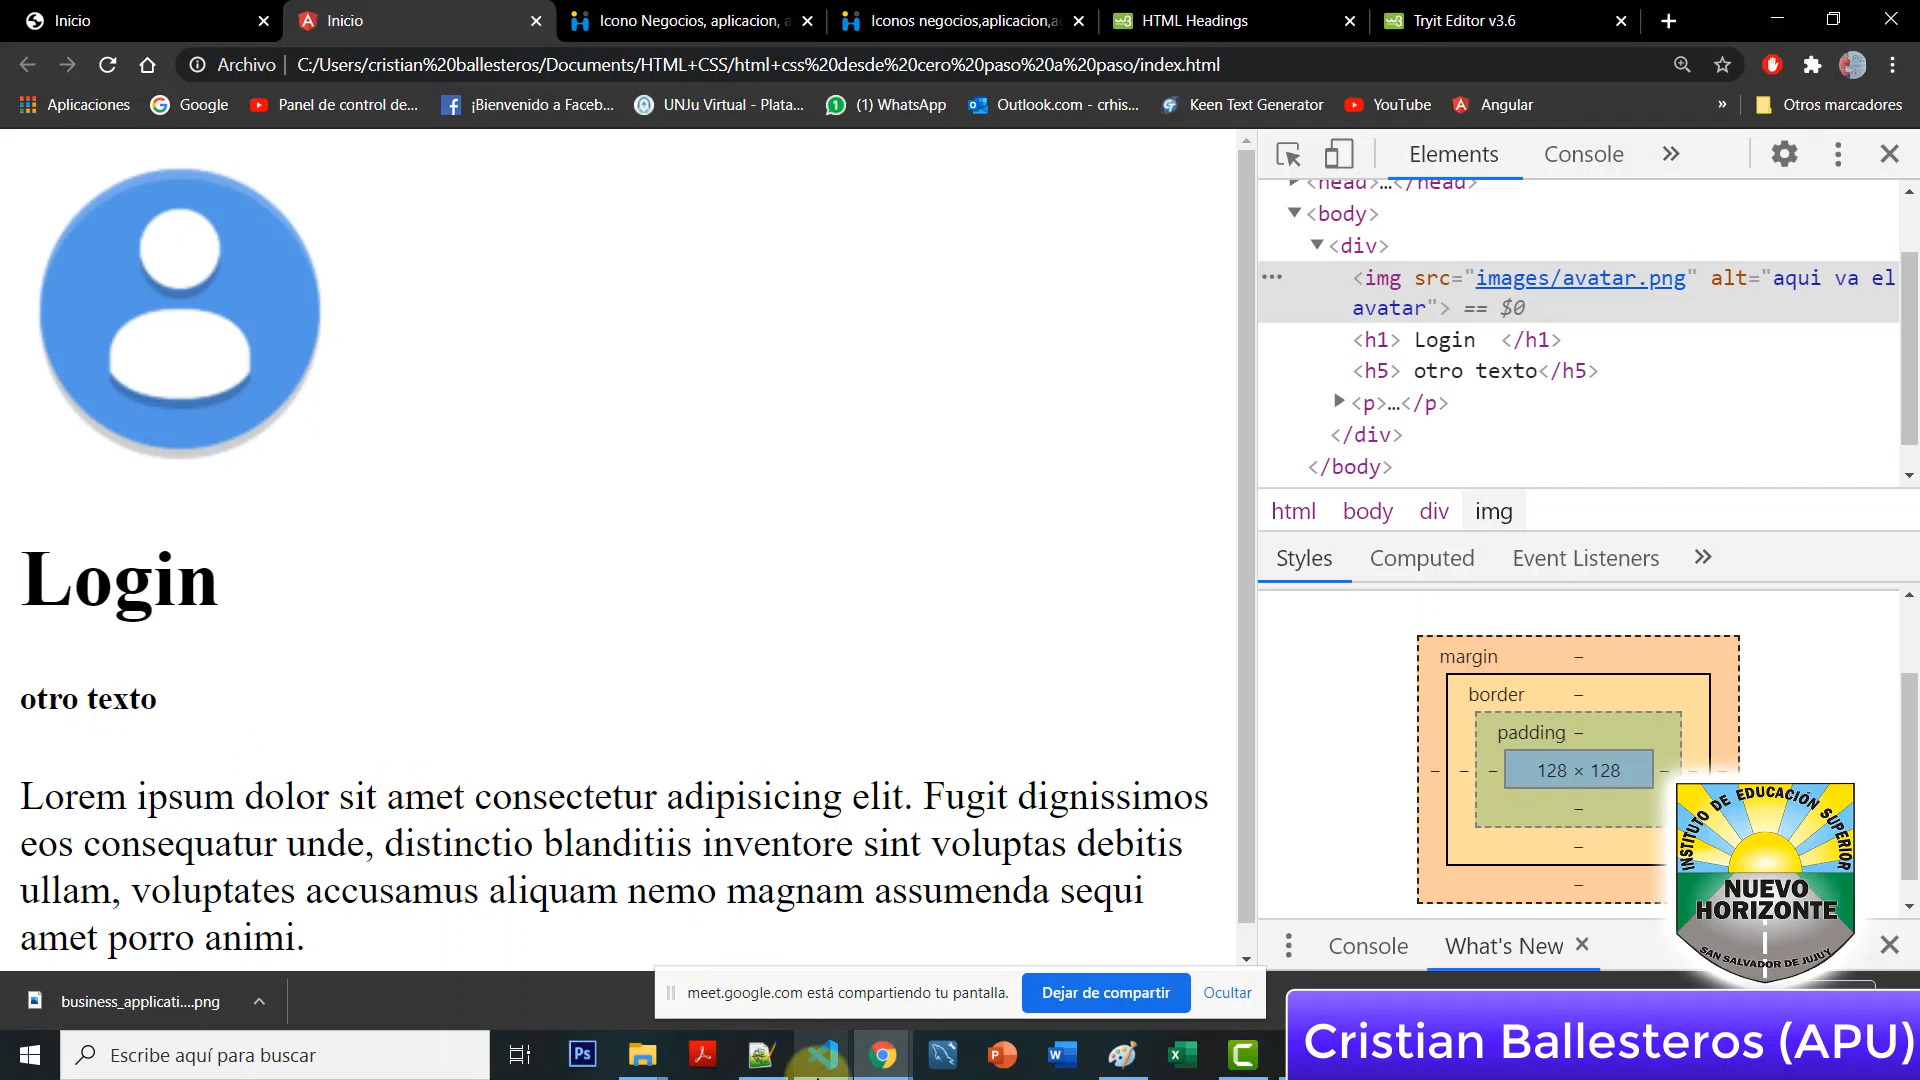 Inicio
Inicio
Icono Negocios, aplicacion, a
Iconos negocios,aplicacion,a
HTML Headings
Tryit Editor v3.6
Archivo
C:/Users/cristian%20ballesteros/Documents/HTML+CSS/html+css%20desde%20cero%20paso%20a%20paso/index.html
Aplicaciones
Google
Panel de control de...
¡Bienvenido a Faceb...
UNJu Virtual - Plata...
(1) WhatsApp
Outlook.com - crhis...
Keen Text Generator
YouTube
Angular
»
Otros marcadores
Login
otro texto
Lorem ipsum dolor sit amet consectetur adipisicing elit. Fugit dignissimos
eos consequatur unde, distinctio blanditiis inventore sint voluptas debitis
ullam, voluptates accusamus aliquam nemo magnam assumenda sequi
amet porro animi.
Elements
Console
<head>…</head>
<body>
<div>
<img src="images/avatar.png" alt="aqui va el
avatar"> == $0
<h1> Login </h1>
<h5> otro texto</h5>
<p>…</p>
</div>
</body>
html body div img
Styles Computed Event Listeners
margin –
border –
padding –
– – – 128 × 128 – – –
–
–
–
INSTITUTO DE EDUCACIÓN SUPERIOR
NUEVO
HORIZONTE
SAN SALVADOR DE JUJUY
Console
What's New
business_applicati....png
meet.google.com está compartiendo tu pantalla.
Dejar de compartir
Ocultar
Escribe aquí para buscar
Ps
Cristian Ballesteros (APU)